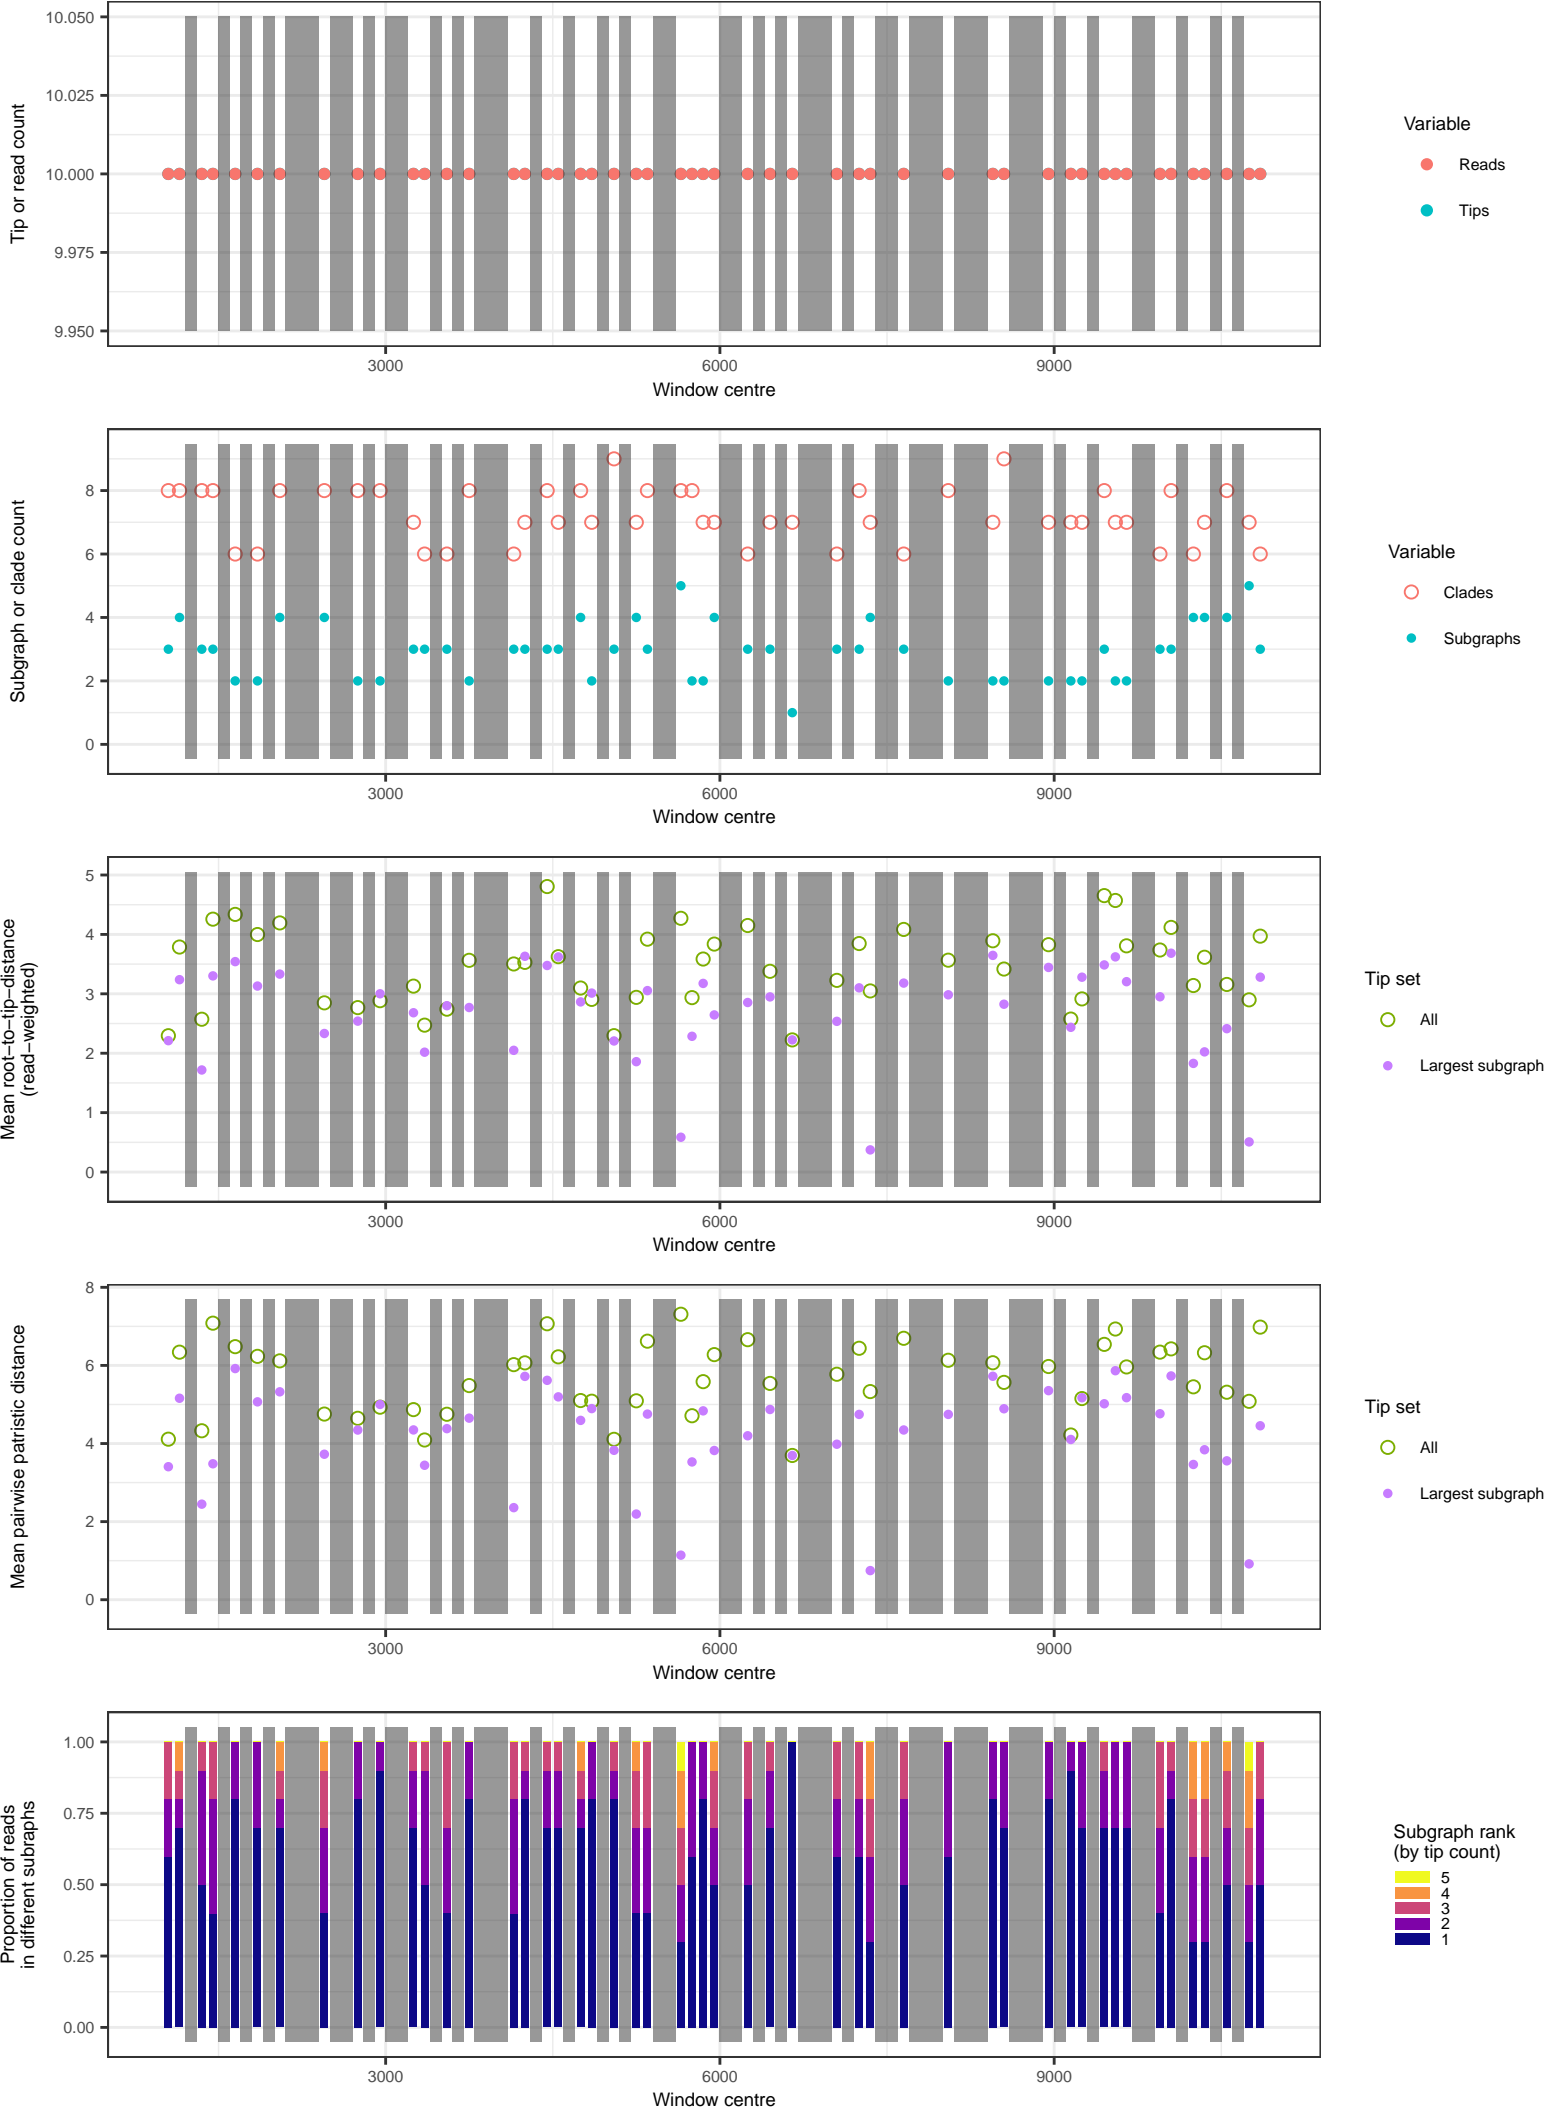 10.050
10.025
10.000
9.975
9.950
Tip or read count
3000 6000 9000
Window centre
Variable
Reads
Tips
8
6
4
2
0
Subgraph or clade count
3000 6000 9000
Window centre
Variable
Clades
Subgraphs
5
4
3
2
1
0
Mean root−to−tip−distance
(read−weighted)
3000 6000 9000
Window centre
Tip set
All
Largest subgraph
8
6
4
2
0
Mean pairwise patristic distance
3000 6000 9000
Window centre
Tip set
All
Largest subgraph
1.00
0.75
0.50
0.25
0.00
Proportion of reads
in different subraphs
3000 6000 9000
Window centre
Subgraph rank
(by tip count)
5
4
3
2
1